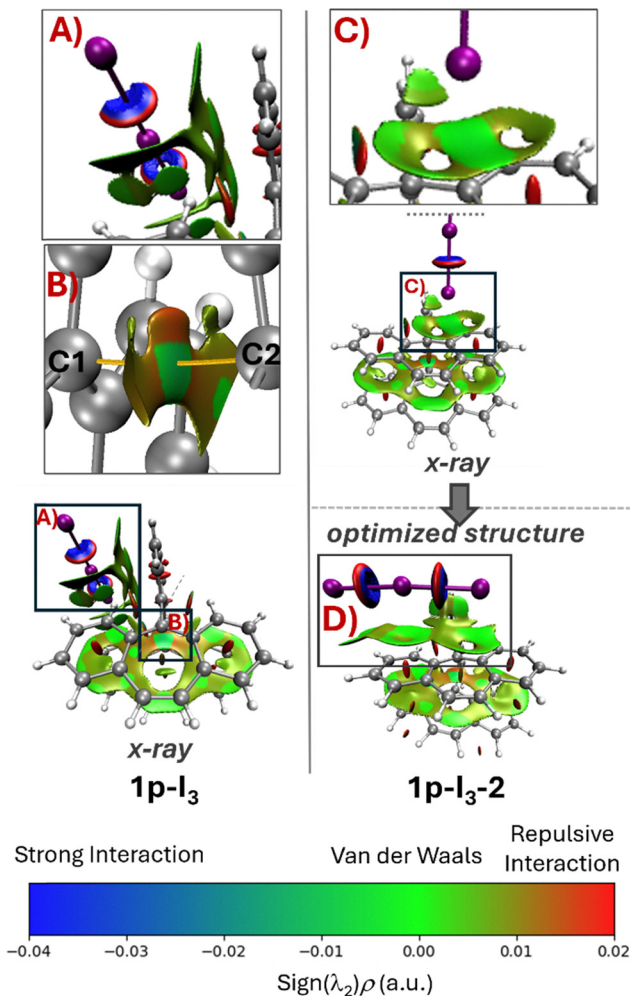 A)
C)
B)
C1
C2
C)
x-ray
optimized structure
A)
B)
D)
x-ray
1p-I₃
1p-I₃-2
Strong Interaction
Van der Waals
Repulsive
Interaction
−0.04 −0.03 −0.02 −0.01 0.00 0.01 0.02
Sign(λ₂)ρ (a.u.)